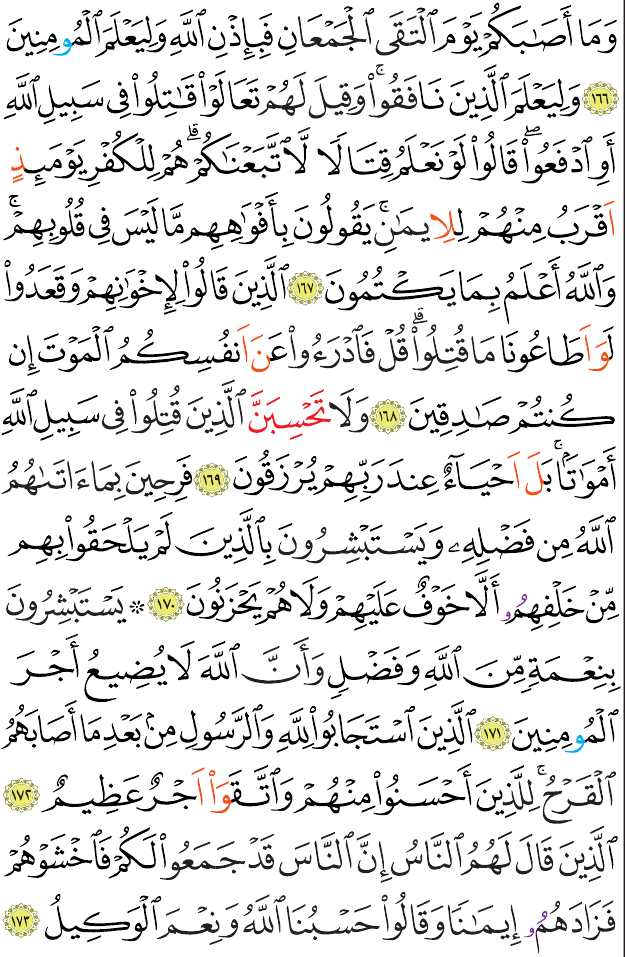 وَمَا أَصَٰبَكُمْ يَوْمَ ٱلْتَقَى ٱلْجَمْعَانِ فَبِإِذْنِ ٱللَّهِ وَلِيَعْلَمَ ٱلْمُومِنِينَ
١٦٦ وَلِيَعْلَمَ ٱلَّذِينَ نَافَقُوا۟ۚ وَقِيلَ لَهُمْ تَعَالَوْا۟ قَٰتِلُوا۟ فِى سَبِيلِ ٱللَّهِ
أَوِ ٱدْفَعُوا۟ۖ قَالُوا۟ لَوْ نَعْلَمُ قِتَالًا لَّٱتَّبَعْنَٰكُمْۗ هُمْ لِلْكُفْرِ يَوْمَئِذٍ
اَقْرَبُ مِنْهُمْ لِلِايمَٰنِۚ يَقُولُونَ بِأَفْوَٰهِهِم مَّا لَيْسَ فِى قُلُوبِهِمْۚ
وَٱللَّهُ أَعْلَمُ بِمَا يَكْتُمُونَ ١٦٧ ٱلَّذِينَ قَالُوا۟ لِإِخْوَٰنِهِمْ وَقَعَدُوا۟
لَوَ اَطَاعُونَا مَا قُتِلُوا۟ۗ قُلْ فَٱدْرَءُوا۟ عَنَ اَنفُسِكُمُ ٱلْمَوْتَ إِن
كُنتُمْ صَٰدِقِينَ ١٦٨ وَلَا تَحْسِبَنَّ ٱلَّذِينَ قُتِلُوا۟ فِى سَبِيلِ ٱللَّهِ
أَمْوَٰتًۢاۚ بَلَ اَحْيَآءٌ عِندَ رَبِّهِمْ يُرْزَقُونَ ١٦٩ فَرِحِينَ بِمَا ءَاتَىٰهُمُ
ٱللَّهُ مِن فَضْلِهِۦ وَيَسْتَبْشِرُونَ بِٱلَّذِينَ لَمْ يَلْحَقُوا۟ بِهِم
مِّنْ خَلْفِهِمُۥ أَلَّا خَوْفٌ عَلَيْهِمْ وَلَا هُمْ يَحْزَنُونَ ١٧٠ * يَسْتَبْشِرُونَ
بِنِعْمَةٍ مِّنَ ٱللَّهِ وَفَضْلٍ وَأَنَّ ٱللَّهَ لَا يُضِيعُ أَجْرَ
ٱلْمُومِنِينَ ١٧١ ٱلَّذِينَ ٱسْتَجَابُوا۟ لِلَّهِ وَٱلرَّسُولِ مِنۢ بَعْدِ مَا أَصَابَهُمُ
ٱلْقَرْحُۚ لِلَّذِينَ أَحْسَنُوا۟ مِنْهُمْ وَٱتَّقَوَا۟ اَجْرٌ عَظِيمٌ ١٧٢
ٱلَّذِينَ قَالَ لَهُمُ ٱلنَّاسُ إِنَّ ٱلنَّاسَ قَدْ جَمَعُوا۟ لَكُمْ فَٱخْشَوْهُمْ
فَزَادَهُمُۥ إِيمَٰنًا وَقَالُوا۟ حَسْبُنَا ٱللَّهُ وَنِعْمَ ٱلْوَكِيلُ ١٧٣